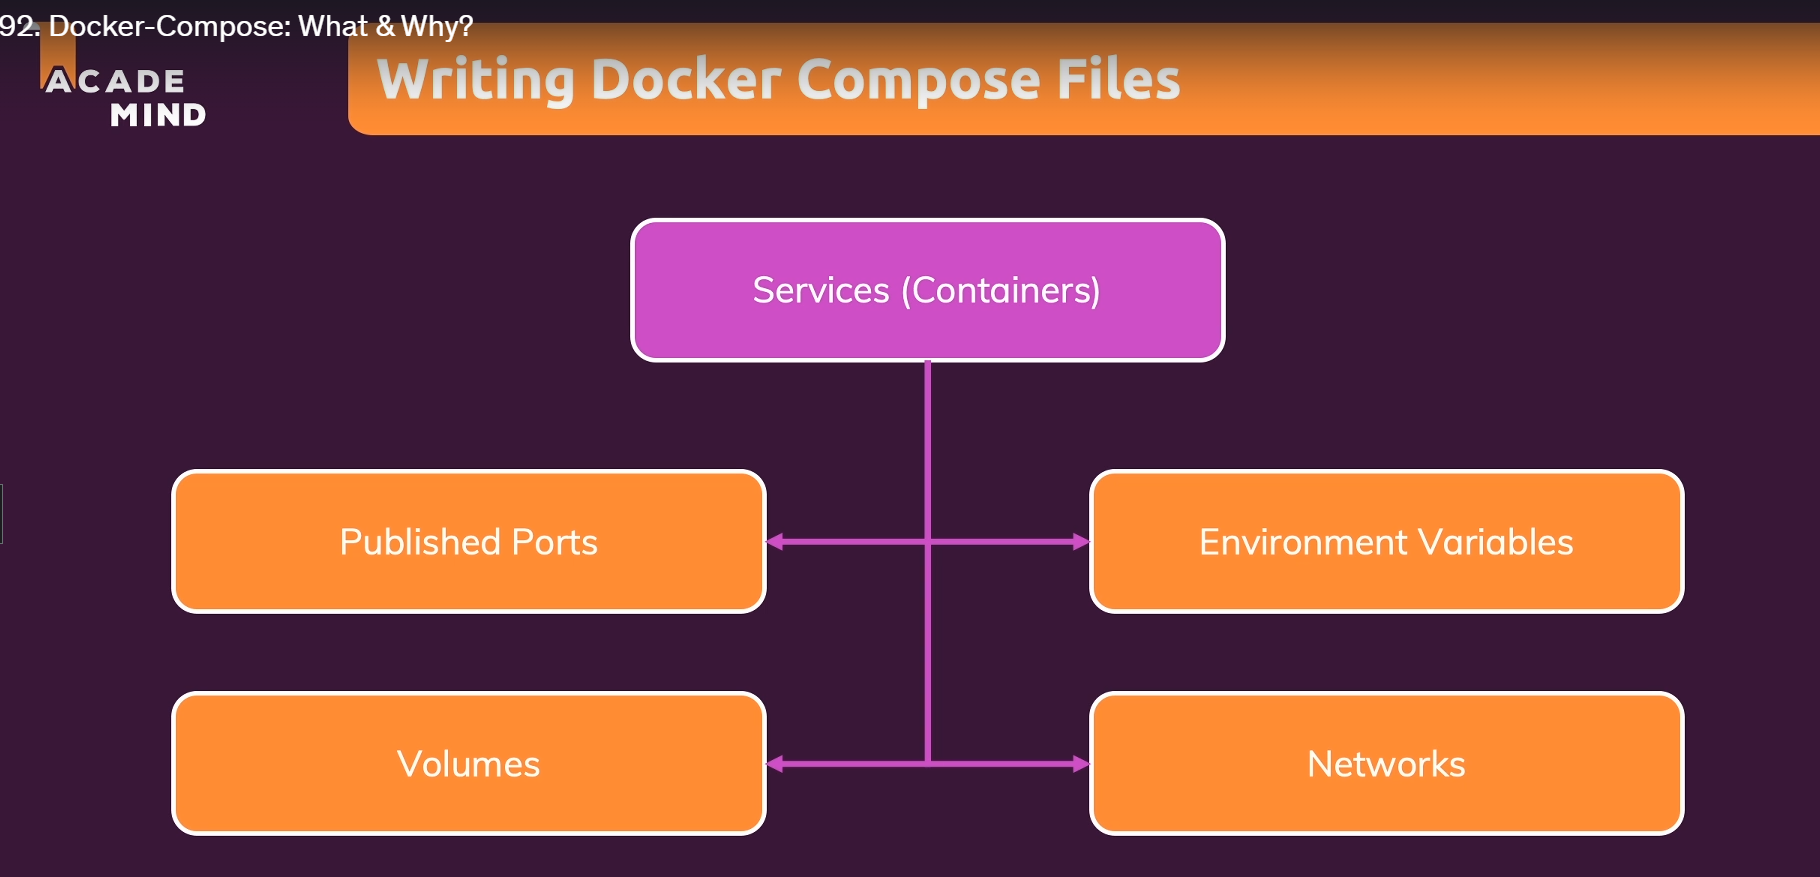 92. Docker-Compose: What & Why?
ACADE
MIND
Writing Docker Compose Files
Services (Containers)
Published Ports
Environment Variables
Volumes
Networks